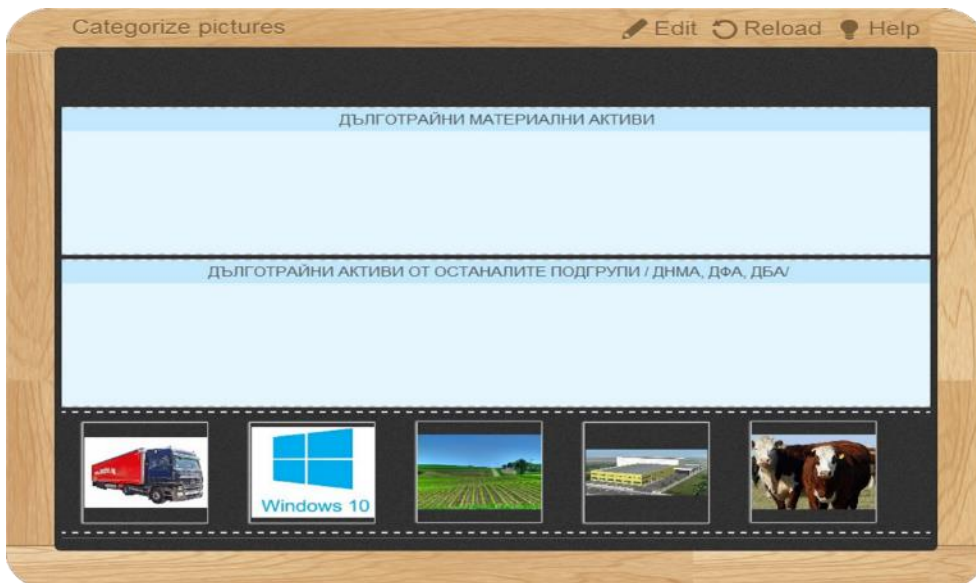 Categorize pictures
Edit Reload Help
ДЪЛГОТРАЙНИ МАТЕРИАЛНИ АКТИВИ
ДЪЛГОТРАЙНИ АКТИВИ ОТ ОСТАНАЛИТЕ ПОДГРУПИ / ДНМА, ДФА, ДБА/
Windows 10